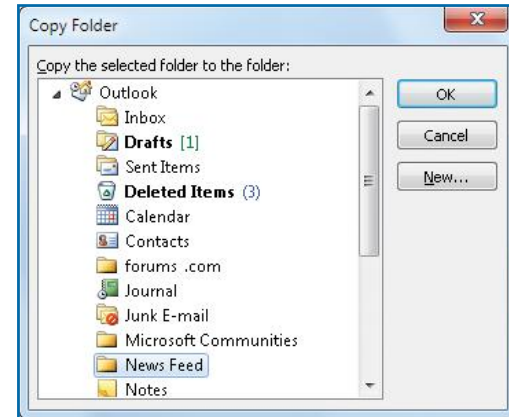 Copy Folder
Copy the selected folder to the folder:
Outlook
Inbox
Drafts [1]
Sent Items
Deleted Items (3)
Calendar
Contacts
forums .com
Journal
Junk E-mail
Microsoft Communities
News Feed
Notes
OK
Cancel
New...